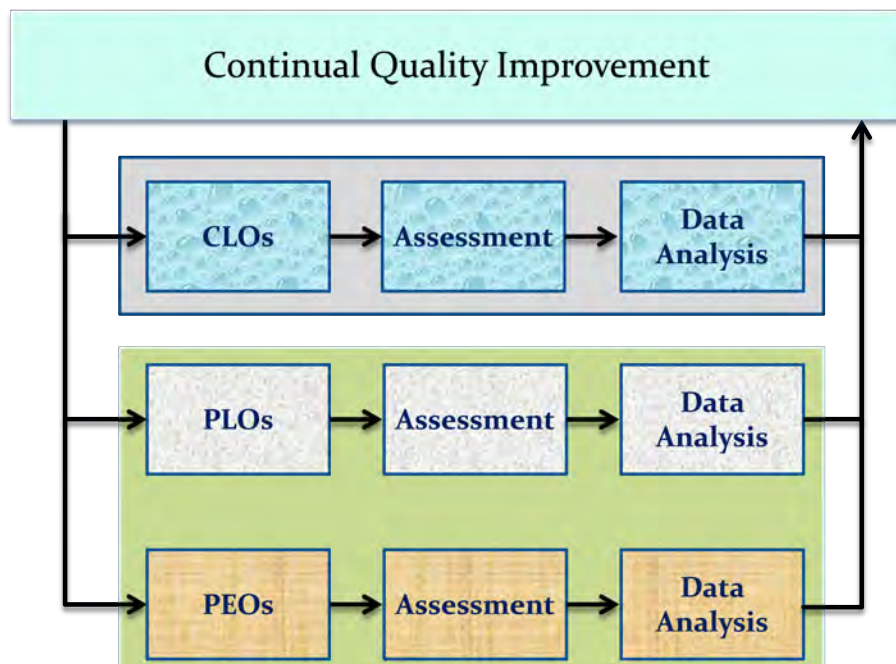 Continual Quality Improvement
CLOs
Assessment
Data
Analysis
PLOs
Assessment
Data
Analysis
PEOs
Assessment
Data
Analysis